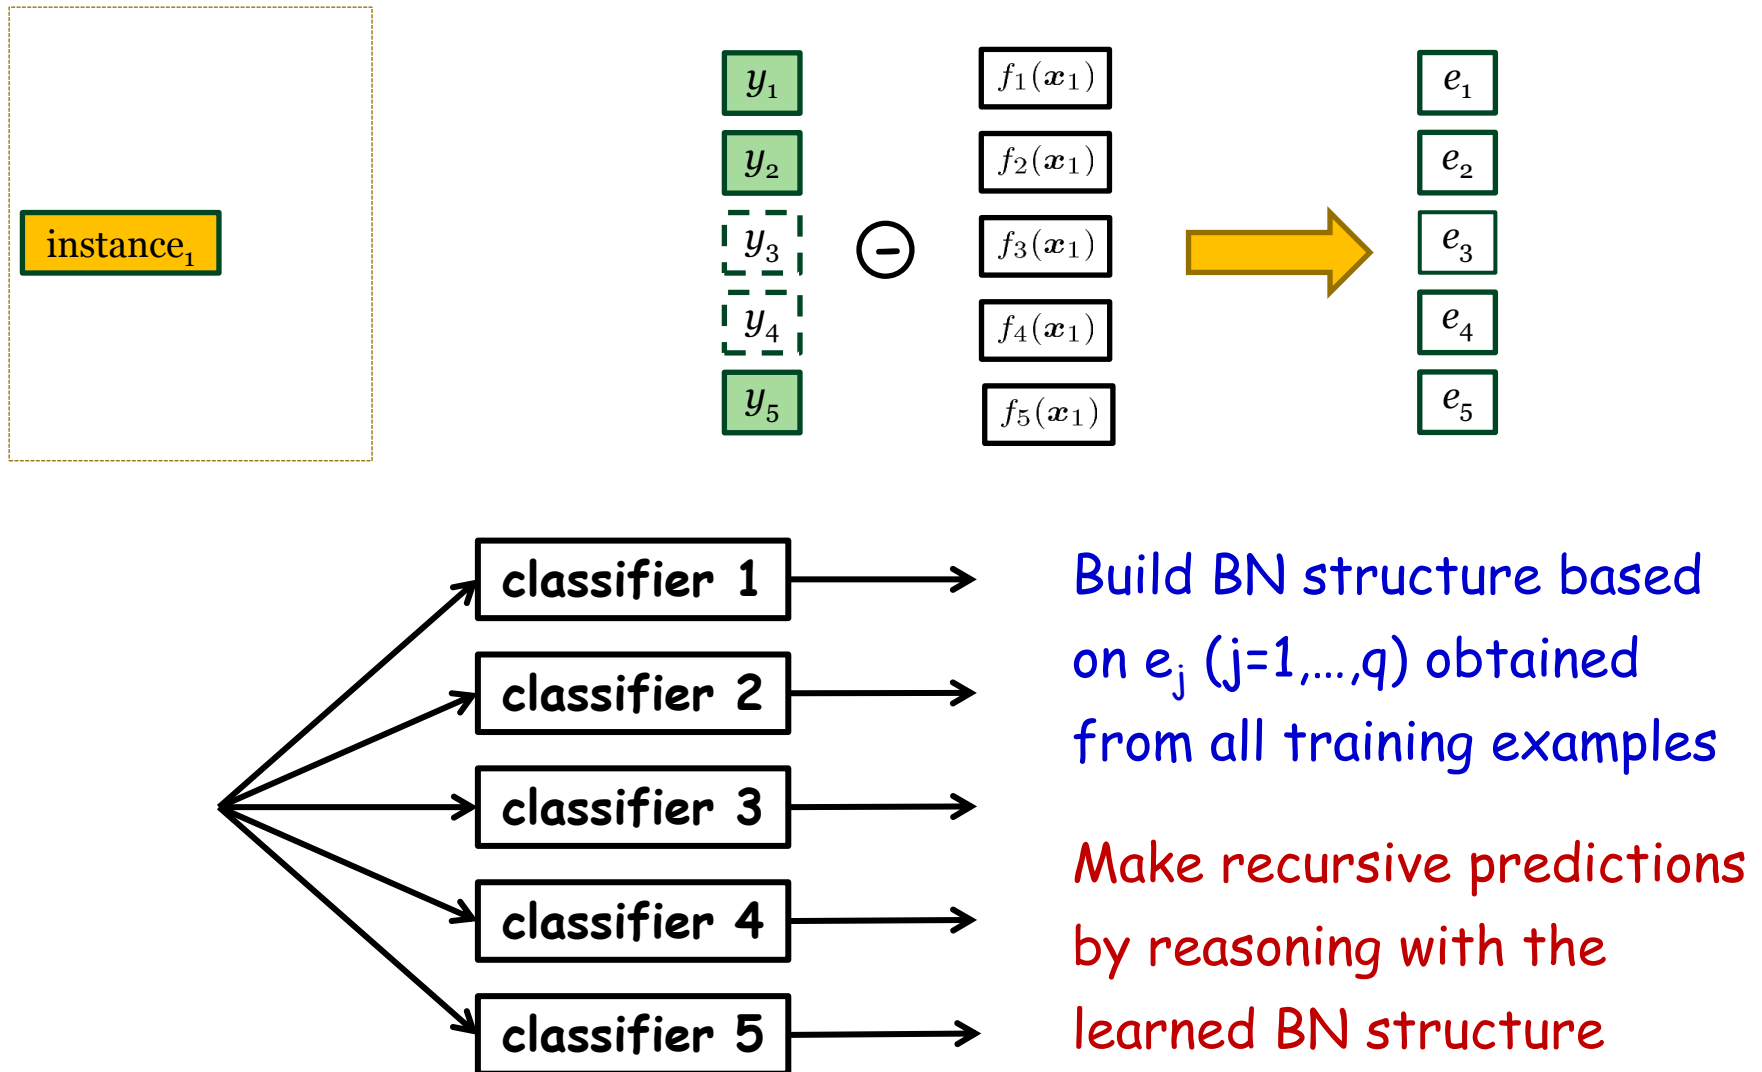 y₁
f₁(x₁)
e₁
y₂
f₂(x₁)
e₂
instance₁
y₃
−
f₃(x₁)
e₃
y₄
f₄(x₁)
e₄
y₅
f₅(x₁)
e₅
classifier 1
classifier 2
classifier 3
classifier 4
classifier 5
Build BN structure based
on eⱼ (j=1,...,q) obtained
from all training examples
Make recursive predictions
by reasoning with the
learned BN structure